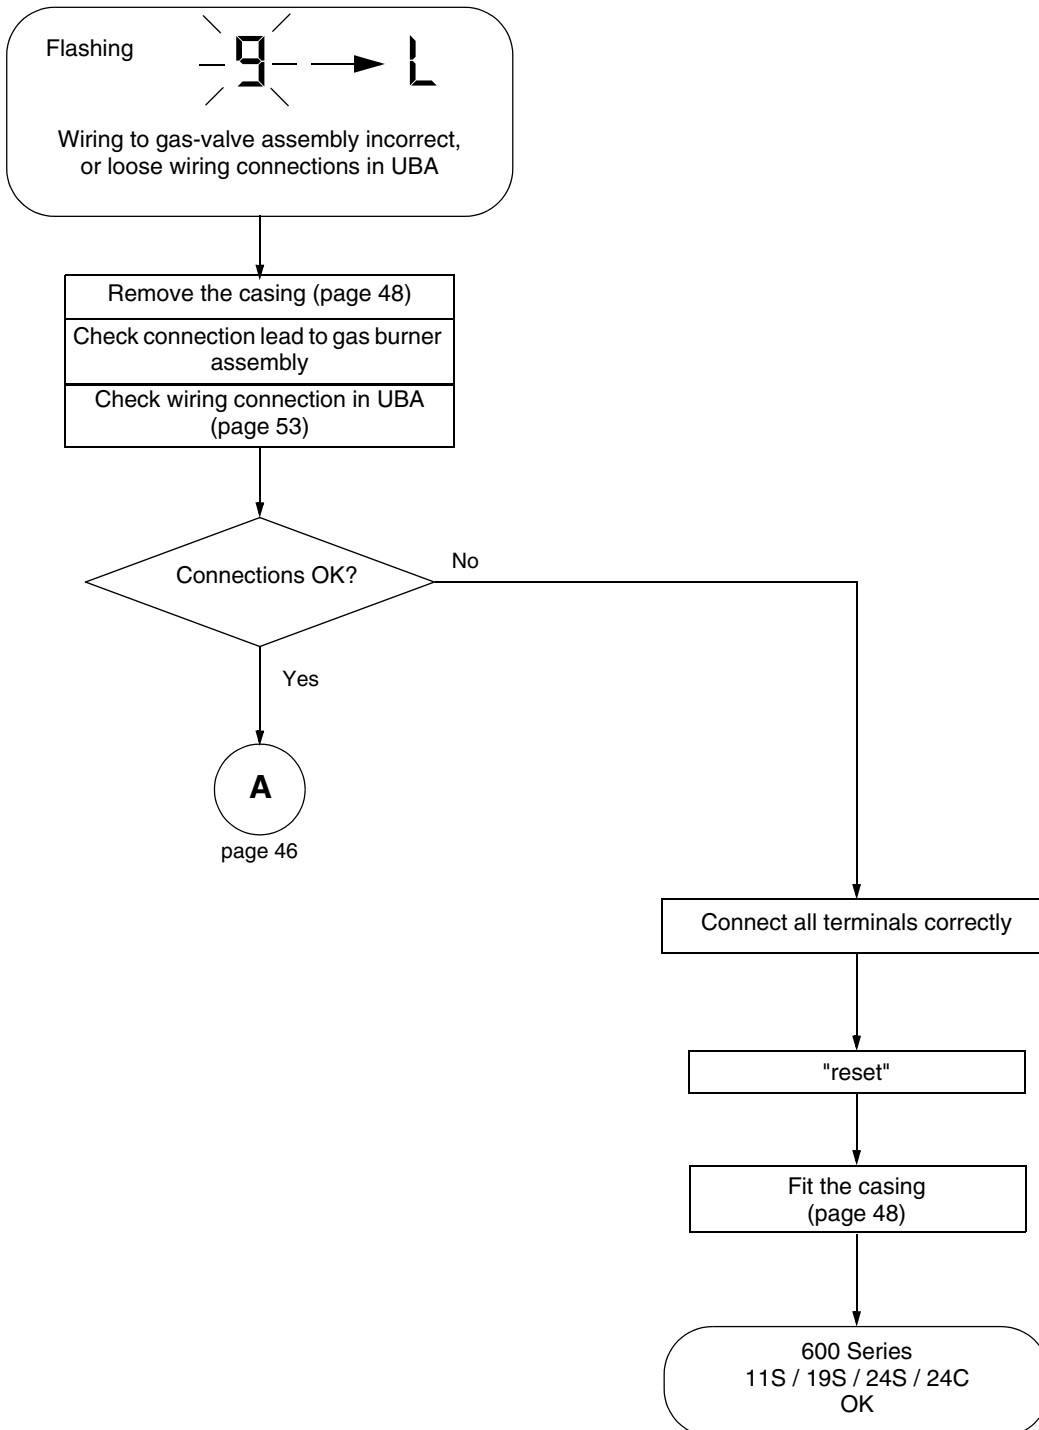 Flashing
9 L
Wiring to gas-valve assembly incorrect,
or loose wiring connections in UBA
Remove the casing (page 48)
Check connection lead to gas burner
assembly
Check wiring connection in UBA
(page 53)
Connections OK?
No
Yes
A
page 46
Connect all terminals correctly
"reset"
Fit the casing
(page 48)
600 Series
11S / 19S / 24S / 24C
OK